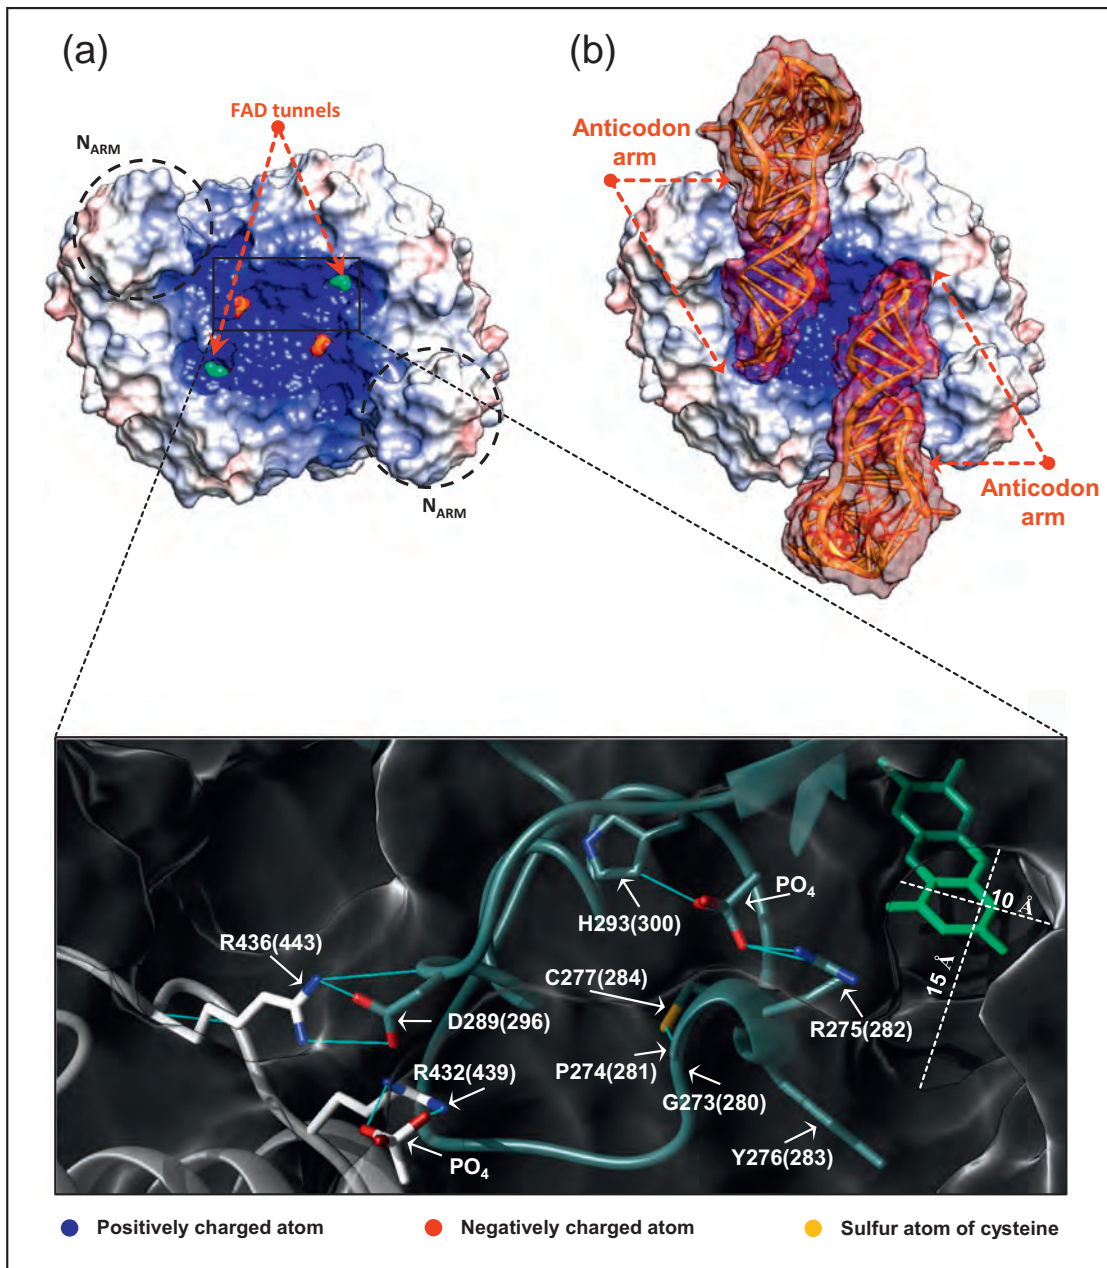 (a)
(b)
FAD tunnels
N_ARM
Anticodon
arm
N_ARM
Anticodon
arm
PO4
10 Å
H293(300)
R436(443)
C277(284)
15 Å
D289(296)
R275(282)
P274(281)
R432(439)
G273(280)
Y276(283)
PO4
Positively charged atom
Negatively charged atom
Sulfur atom of cysteine